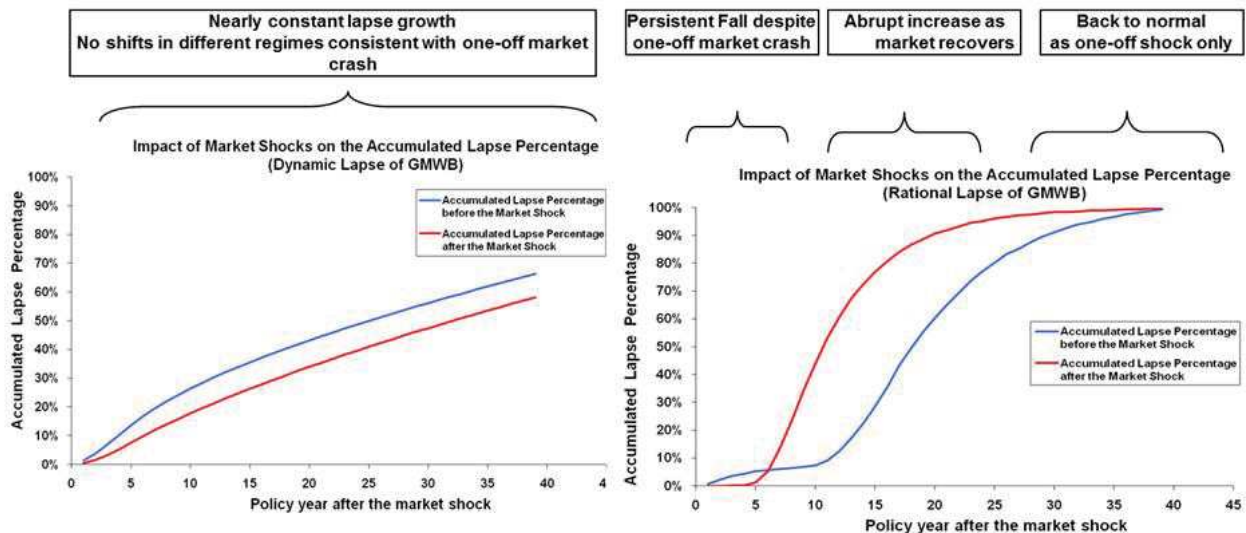 Nearly constant lapse growth
No shifts in different regimes consistent with one-off market
crash
Persistent Fall despite
one-off market crash
Abrupt increase as
market recovers
Back to normal
as one-off shock only
Impact of Market Shocks on the Accumulated Lapse Percentage
(Dynamic Lapse of GMWB)
Accumulated Lapse Percentage
100%
90%
80%
70%
60%
50%
40%
30%
20%
10%
0%
Accumulated Lapse Percentage
before the Market Shock
Accumulated Lapse Percentage
after the Market Shock
0 5 10 15 20 25 30 35 40 4
Policy year after the market shock
Impact of Market Shocks on the Accumulated Lapse Percentage
(Rational Lapse of GMWB)
Accumulated Lapse Percentage
100%
90%
80%
70%
60%
50%
40%
30%
20%
10%
0%
Accumulated Lapse Percentage
before the Market Shock
Accumulated Lapse Percentage
after the Market Shock
0 5 10 15 20 25 30 35 40 45
Policy year after the market shock